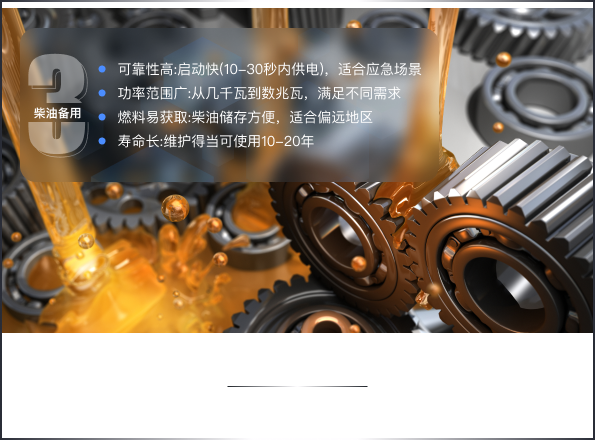 3
柴油备用
可靠性高:启动快(10-30秒内供电)，适合应急场景
功率范围广:从几千瓦到数兆瓦，满足不同需求
燃料易获取:柴油储存方便，适合偏远地区
寿命长:维护得当可使用10-20年